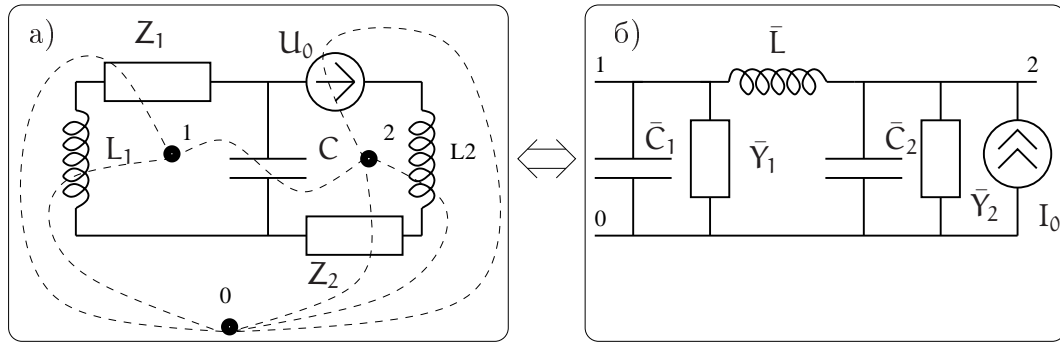 а)
Z₁
U₀
1
L₁
C
2
L2
Z₂
0
б)
L̄
1
2
C̄₁
Ȳ₁
C̄₂
Ȳ₂
0
I₀